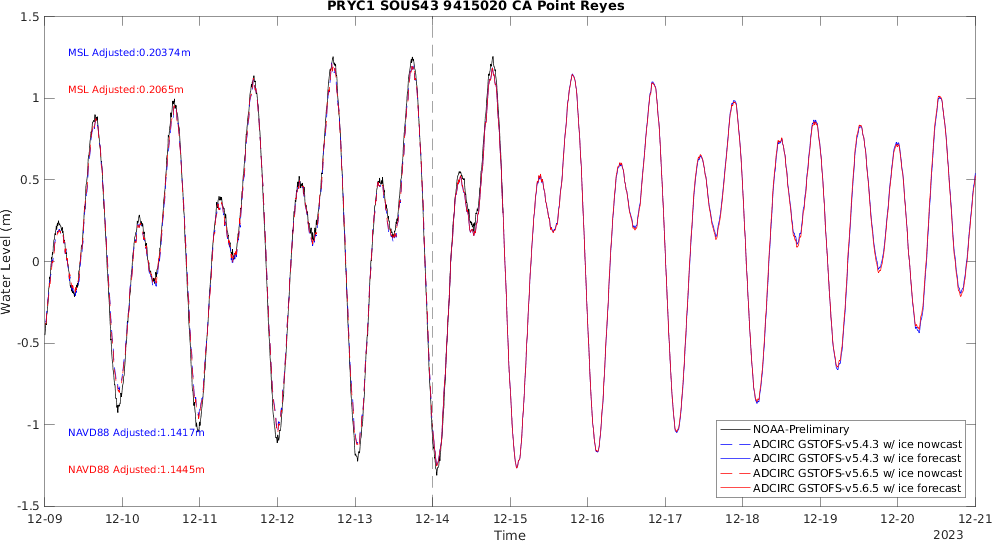 PRYC1 SOUS43 9415020 CA Point Reyes
1.5
MSL Adjusted:0.20374m
MSL Adjusted:0.2065m
1
0.5
0
-0.5
-1
-1.5
Water Level (m)
NAVD88 Adjusted:1.1417m
NAVD88 Adjusted:1.1445m
NOAA-Preliminary
ADCIRC GSTOFS-v5.4.3 w/ ice nowcast
ADCIRC GSTOFS-v5.4.3 w/ ice forecast
ADCIRC GSTOFS-v5.6.5 w/ ice nowcast
ADCIRC GSTOFS-v5.6.5 w/ ice forecast
12-09 12-10 12-11 12-12 12-13 12-14 12-15 12-16 12-17 12-18 12-19 12-20 12-21
Time
2023